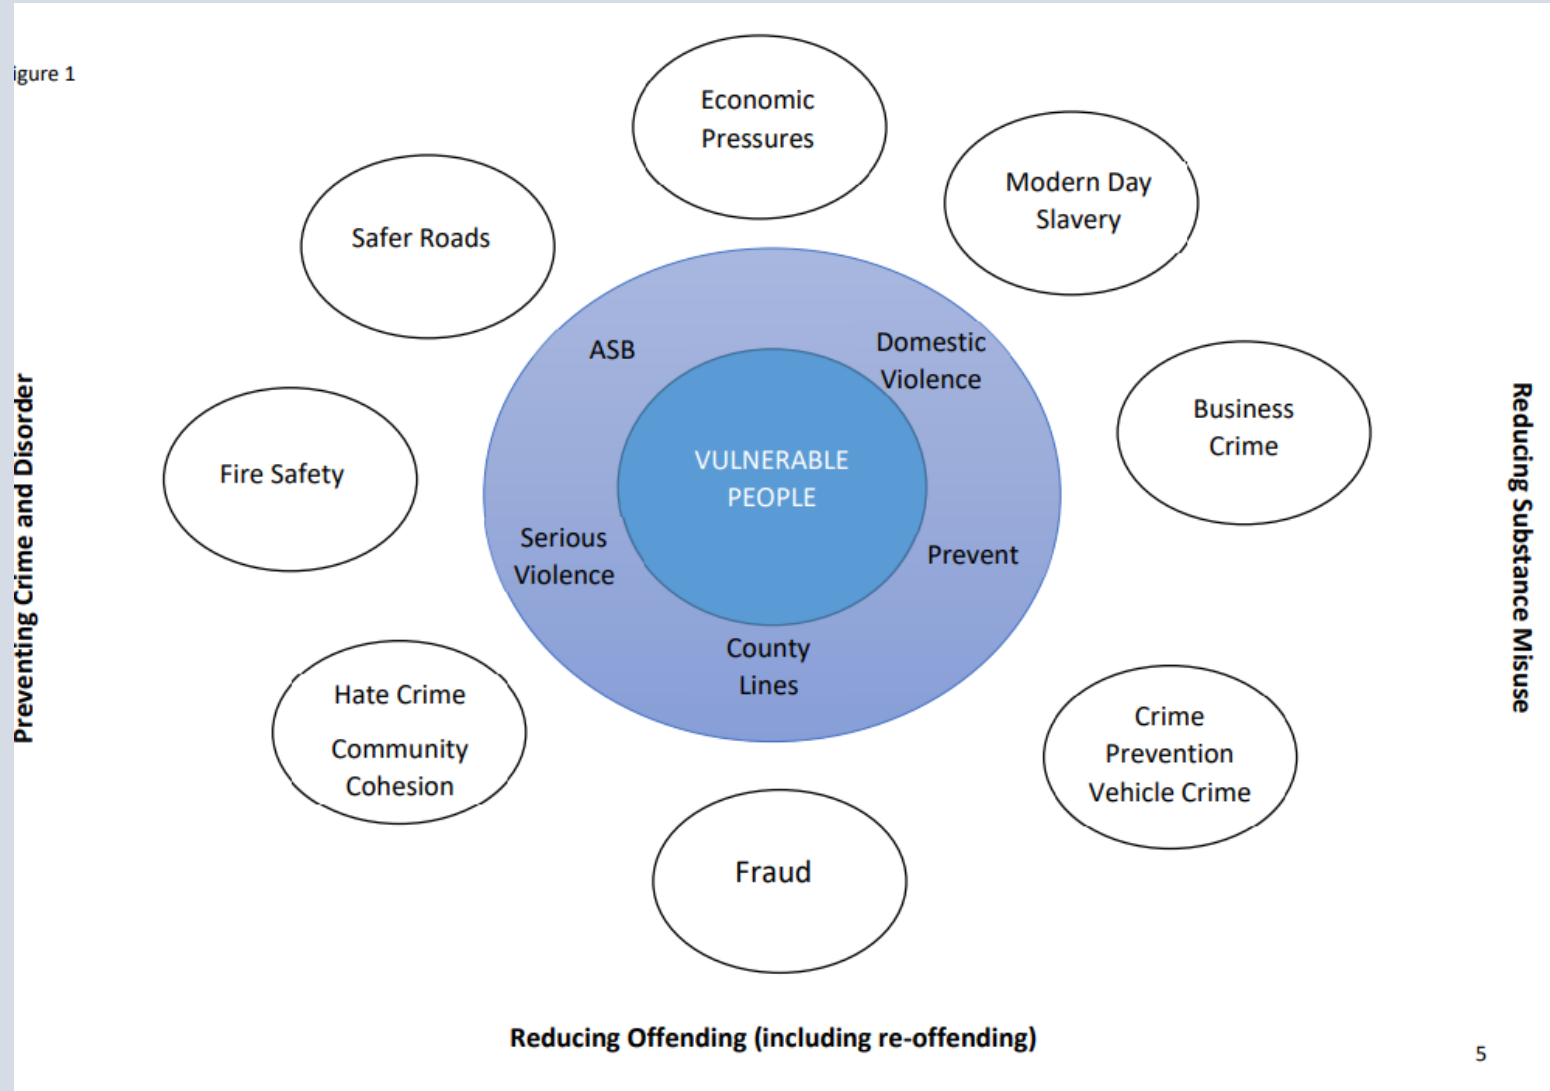 igure 1
Economic
Pressures
Modern Day
Slavery
Safer Roads
ASB
Domestic
Violence
Business
Crime
Fire Safety
VULNERABLE
PEOPLE
Serious
Violence
Prevent
County
Lines
Hate Crime
Community
Cohesion
Crime
Prevention
Vehicle Crime
Fraud
Preventing Crime and Disorder
Reducing Substance Misuse
Reducing Offending (including re-offending)
5